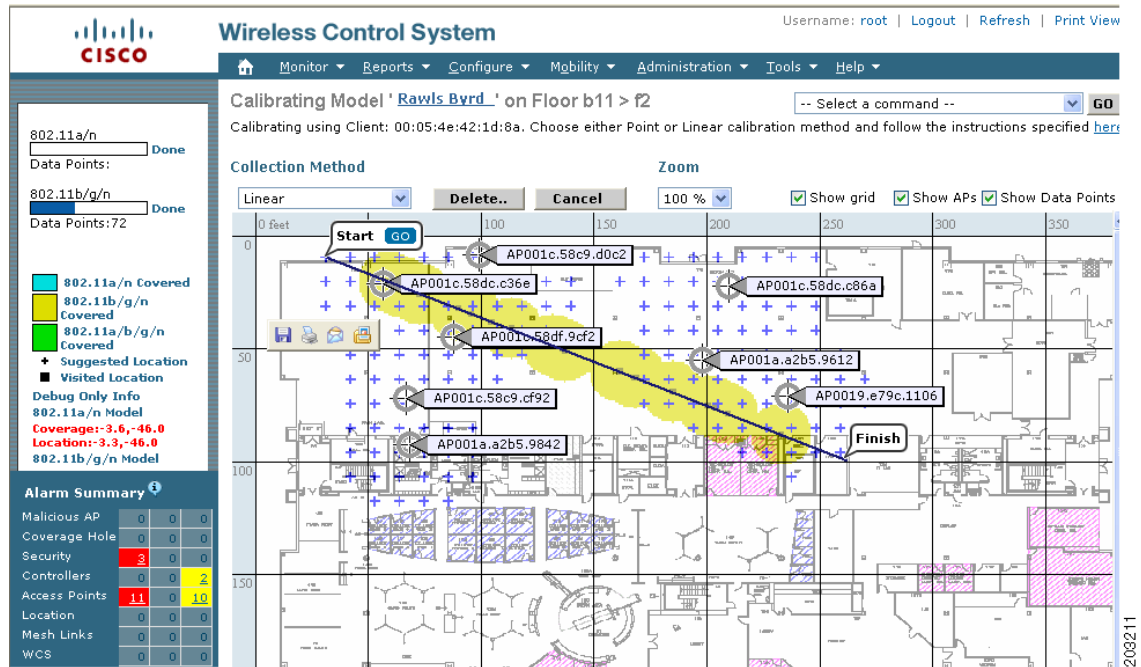 CISCO
Wireless Control System
Username: root | Logout | Refresh | Print View
Monitor Reports Configure Mobility Administration Tools Help
Calibrating Model ' Rawls Byrd ' on Floor b11 > f2
-- Select a command --
GO
Calibrating using Client: 00:05:4e:42:1d:8a. Choose either Point or Linear calibration method and follow the instructions specified here
802.11a/n
Done
Data Points:
802.11b/g/n
Done
Data Points:72
802.11a/n Covered
802.11b/g/n
Covered
802.11a/b/g/n
Covered
Suggested Location
Visited Location
Debug Only Info
802.11a/n Model
Coverage:-3.6,-46.0
Location:-3.3,-46.0
802.11b/g/n Model
Alarm Summary
Malicious AP 0 0 0
Coverage Hole 0 0 0
Security 3 0 0
Controllers 0 0 2
Access Points 11 0 10
Location 0 0 0
Mesh Links 0 0 0
WCS 0 0 0
Collection Method
Zoom
Linear
Delete..
Cancel
100 %
Show grid
Show APs
Show Data Points
0 feet 100 150 200 250 300 350
0
50
100
150
Start GO
AP001c.58c9.d0c2
AP001c.58dc.c36e
AP001c.58dc.c86a
AP001c.58df.9cf2
AP001a.a2b5.9612
AP001c.58c9.cf92
AP0019.e79c.1106
AP001a.a2b5.9842
Finish
203211